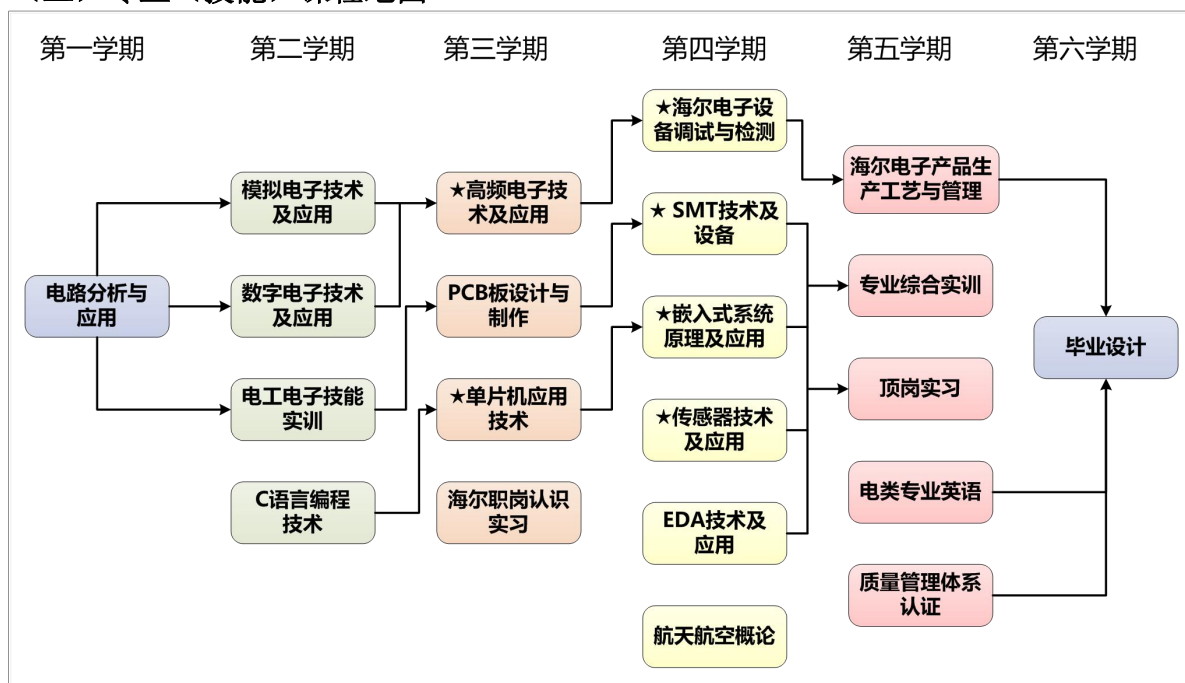 第一学期
第二学期
第三学期
第四学期
第五学期
第六学期
电路分析与
应用
模拟电子技术
及应用
数字电子技术
及应用
电工电子技能
实训
C语言编程
技术
★高频电子技
术及应用
PCB板设计与
制作
★单片机应用
技术
海尔职岗认识
实习
★海尔电子设
备调试与检测
★ SMT技术及
设备
★嵌入式系统
原理及应用
★传感器技术
及应用
EDA技术及
应用
航天航空概论
海尔电子产品生
产工艺与管理
专业综合实训
顶岗实习
电类专业英语
质量管理体系
认证
毕业设计